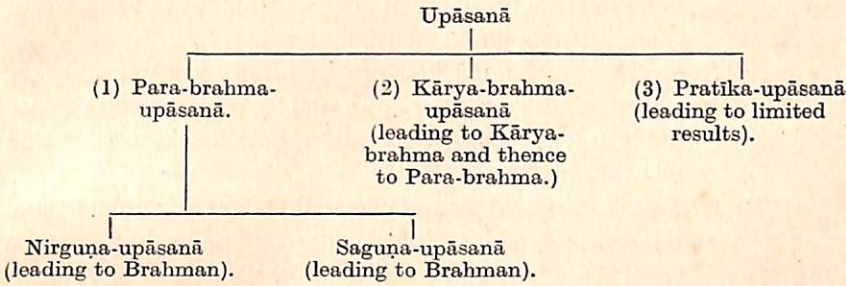 Upāsanā
(1) Para-brahma-
upāsanā.
(2) Kārya-brahma-
upāsanā
(leading to Kārya-
brahma and thence
to Para-brahma.)
(3) Pratīka-upāsanā
(leading to limited
results).
Nirguṇa-upāsanā
(leading to Brahman).
Saguṇa-upāsanā
(leading to Brahman).